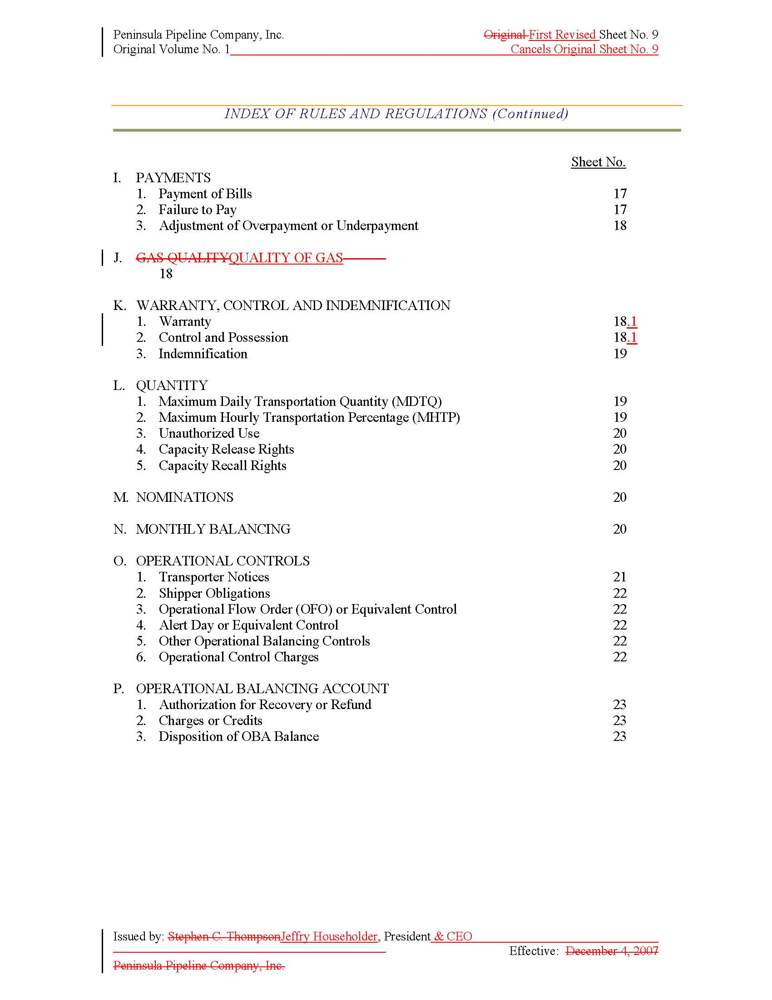 Peninsula Pipeline Company, Inc. Original First Revised Sheet No. 9
Original Volume No. 1 Cancels Original Sheet No. 9
INDEX OF RULES AND REGULATIONS (Continued)
Sheet No.
I. PAYMENTS
1. Payment of Bills 17
2. Failure to Pay 17
3. Adjustment of Overpayment or Underpayment 18
J. GAS QUALITYQUALITY OF GAS
18
K. WARRANTY, CONTROL AND INDEMNIFICATION
1. Warranty 18.1
2. Control and Possession 18.1
3. Indemnification 19
L. QUANTITY
1. Maximum Daily Transportation Quantity (MDTQ) 19
2. Maximum Hourly Transportation Percentage (MHTP) 19
3. Unauthorized Use 20
4. Capacity Release Rights 20
5. Capacity Recall Rights 20
M. NOMINATIONS 20
N. MONTHLY BALANCING 20
O. OPERATIONAL CONTROLS
1. Transporter Notices 21
2. Shipper Obligations 22
3. Operational Flow Order (OFO) or Equivalent Control 22
4. Alert Day or Equivalent Control 22
5. Other Operational Balancing Controls 22
6. Operational Control Charges 22
P. OPERATIONAL BALANCING ACCOUNT
1. Authorization for Recovery or Refund 23
2. Charges or Credits 23
3. Disposition of OBA Balance 23
Issued by: Stephen C. ThompsonJeffry Householder, President & CEO
Effective: December 4, 2007
Peninsula Pipeline Company, Inc.